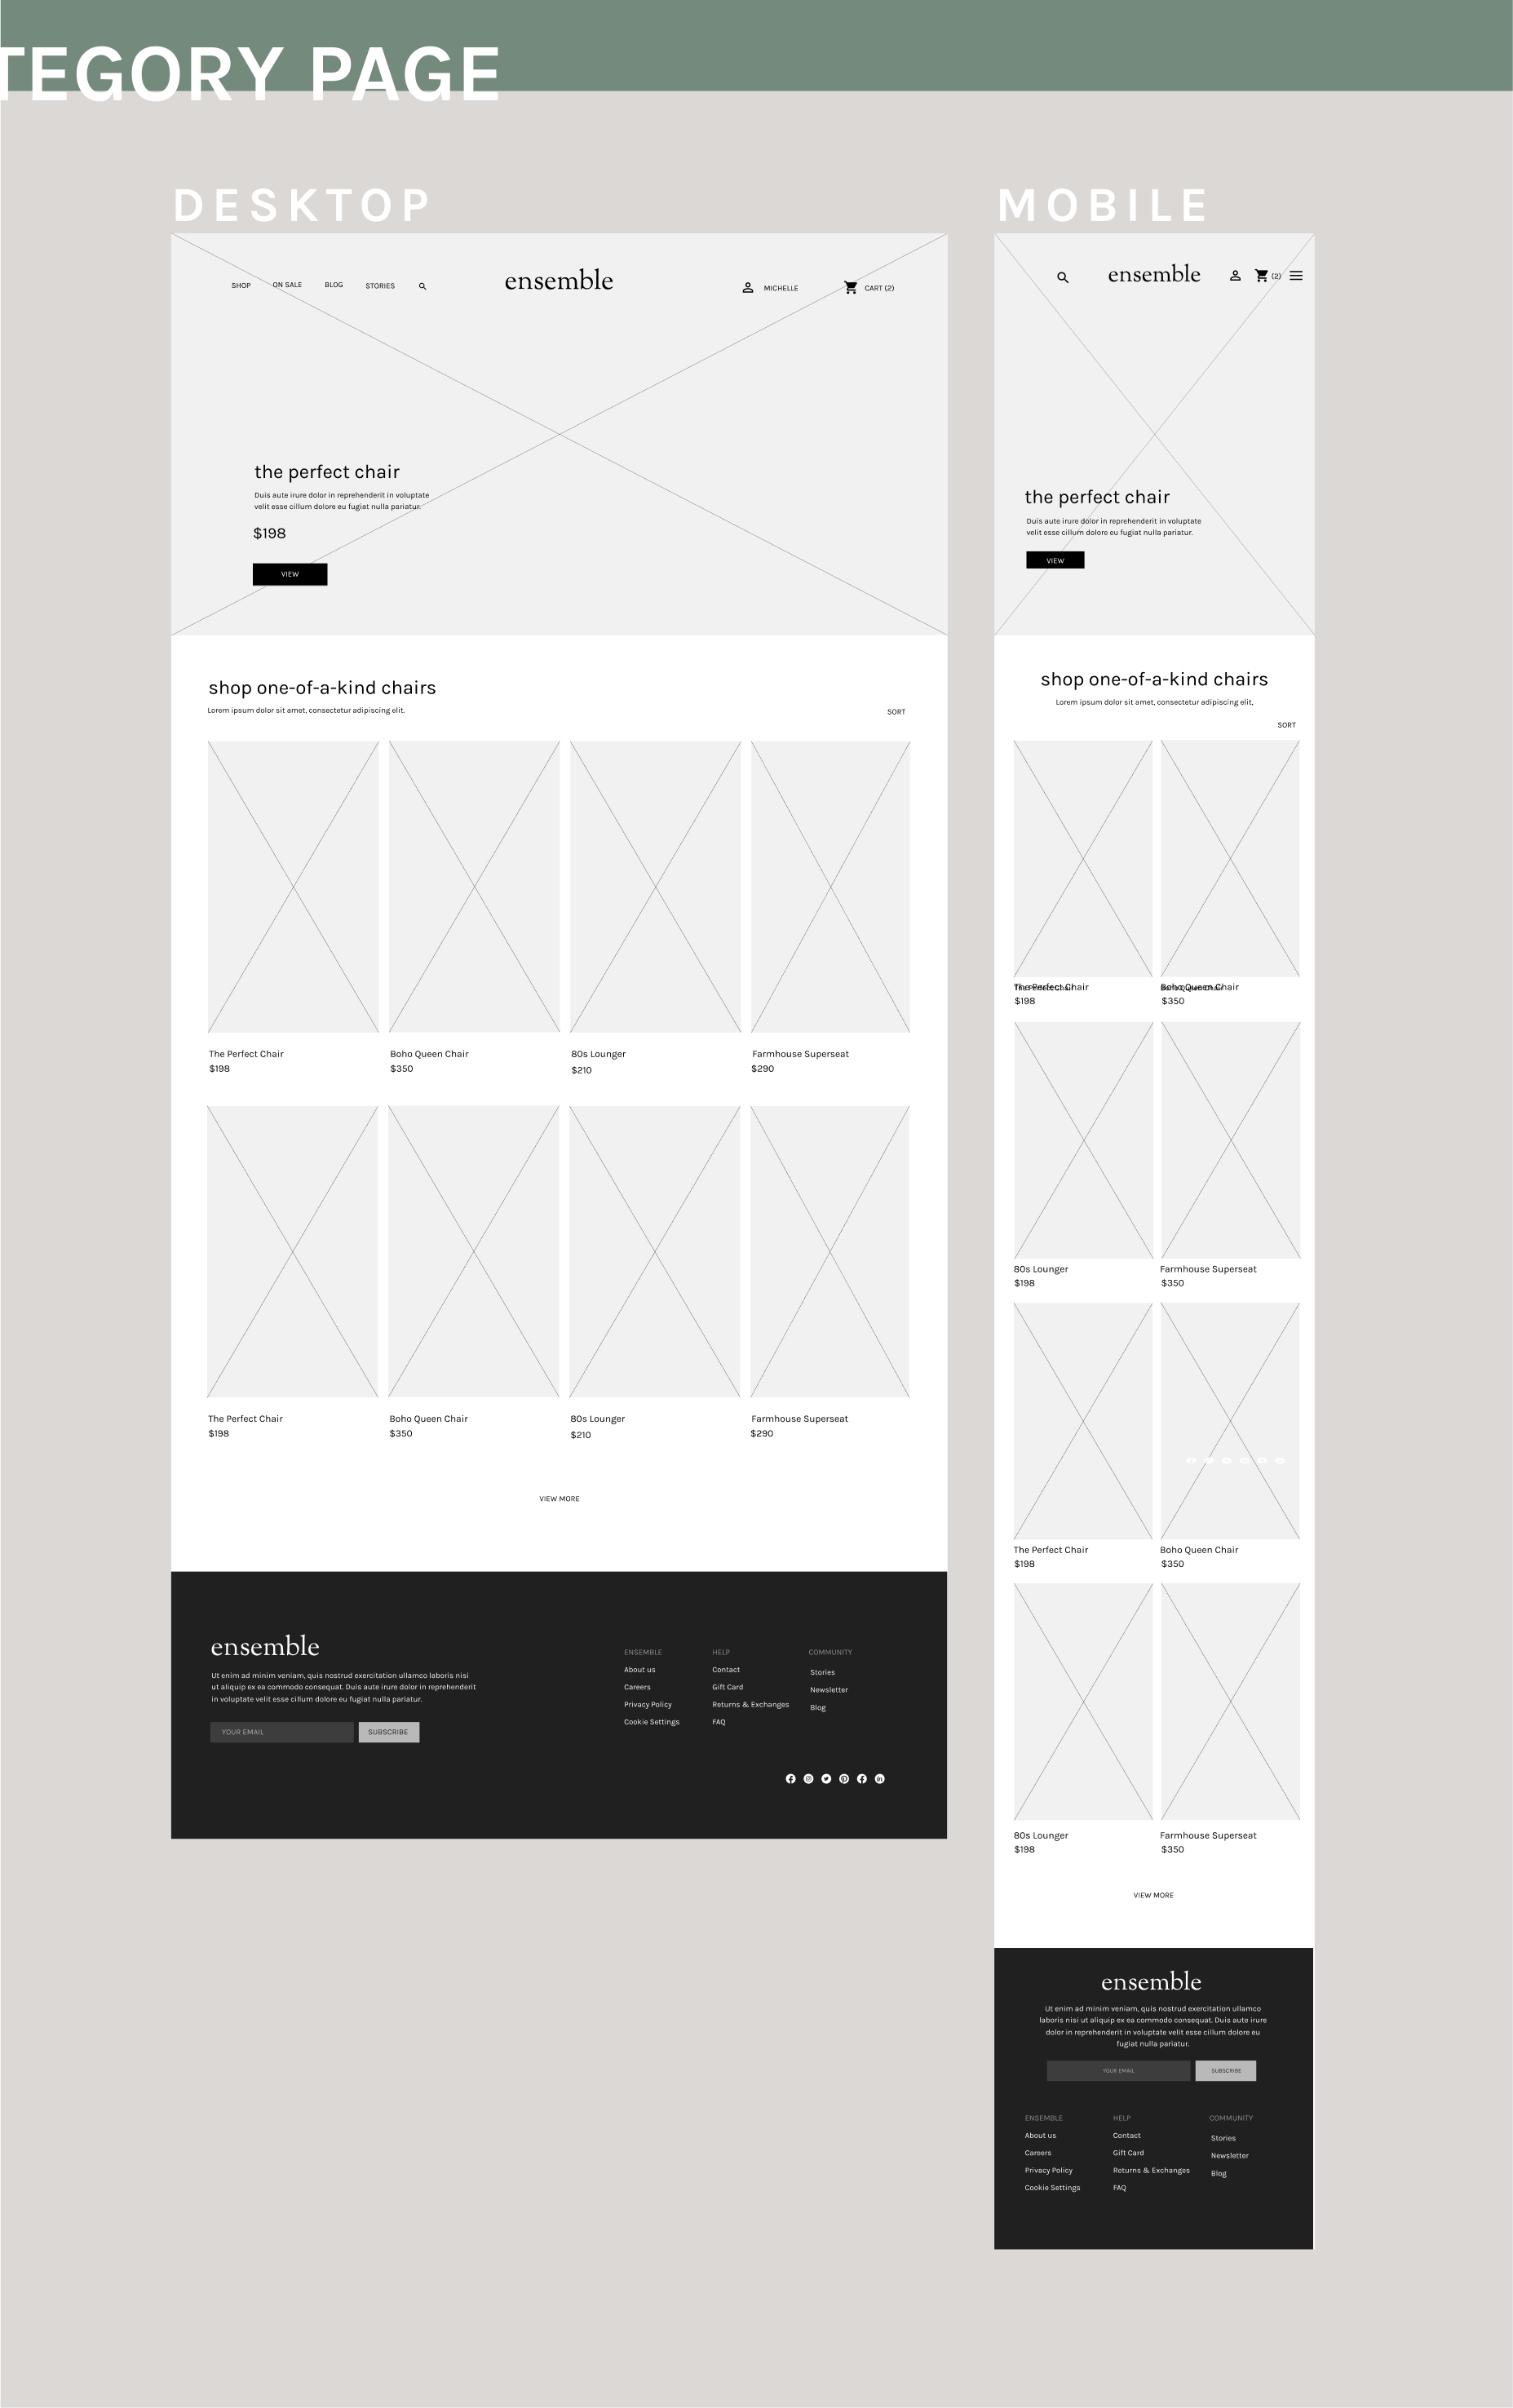 TEGORY PAGE
DESKTOP
SHOP ON SALE BLOG STORIES ensemble MICHELLE CART (2)
the perfect chair
Duis aute irure dolor in reprehenderit in voluptate
velit esse cillum dolore eu fugiat nulla pariatur.
$198
VIEW
shop one-of-a-kind chairs
Lorem ipsum dolor sit amet, consectetur adipiscing elit.
SORT
The Perfect Chair Boho Queen Chair 80s Lounger Farmhouse Superseat
$198 $350 $210 $290
The Perfect Chair Boho Queen Chair 80s Lounger Farmhouse Superseat
$198 $350 $210 $290
VIEW MORE
ensemble
Ut enim ad minim veniam, quis nostrud exercitation ullamco laboris nisi
ut aliquip ex ea commodo consequat. Duis aute irure dolor in reprehenderit
in voluptate velit esse cillum dolore eu fugiat nulla pariatur.
YOUR EMAIL SUBSCRIBE
ENSEMBLE HELP COMMUNITY
About us Contact Stories
Careers Gift Card Newsletter
Privacy Policy Returns & Exchanges Blog
Cookie Settings FAQ
MOBILE
ensemble (2)
the perfect chair
Duis aute irure dolor in reprehenderit in voluptate
velit esse cillum dolore eu fugiat nulla pariatur.
VIEW
shop one-of-a-kind chairs
Lorem ipsum dolor sit amet, consectetur adipiscing elit,
SORT
The Perfect Chair Boho Queen Chair
$198 $350
80s Lounger Farmhouse Superseat
$198 $350
The Perfect Chair Boho Queen Chair
$198 $350
80s Lounger Farmhouse Superseat
$198 $350
VIEW MORE
ensemble
Ut enim ad minim veniam, quis nostrud exercitation ullamco
laboris nisi ut aliquip ex ea commodo consequat. Duis aute irure
dolor in reprehenderit in voluptate velit esse cillum dolore eu
fugiat nulla pariatur.
YOUR EMAIL SUBSCRIBE
ENSEMBLE HELP COMMUNITY
About us Contact Stories
Careers Gift Card Newsletter
Privacy Policy Returns & Exchanges Blog
Cookie Settings FAQ